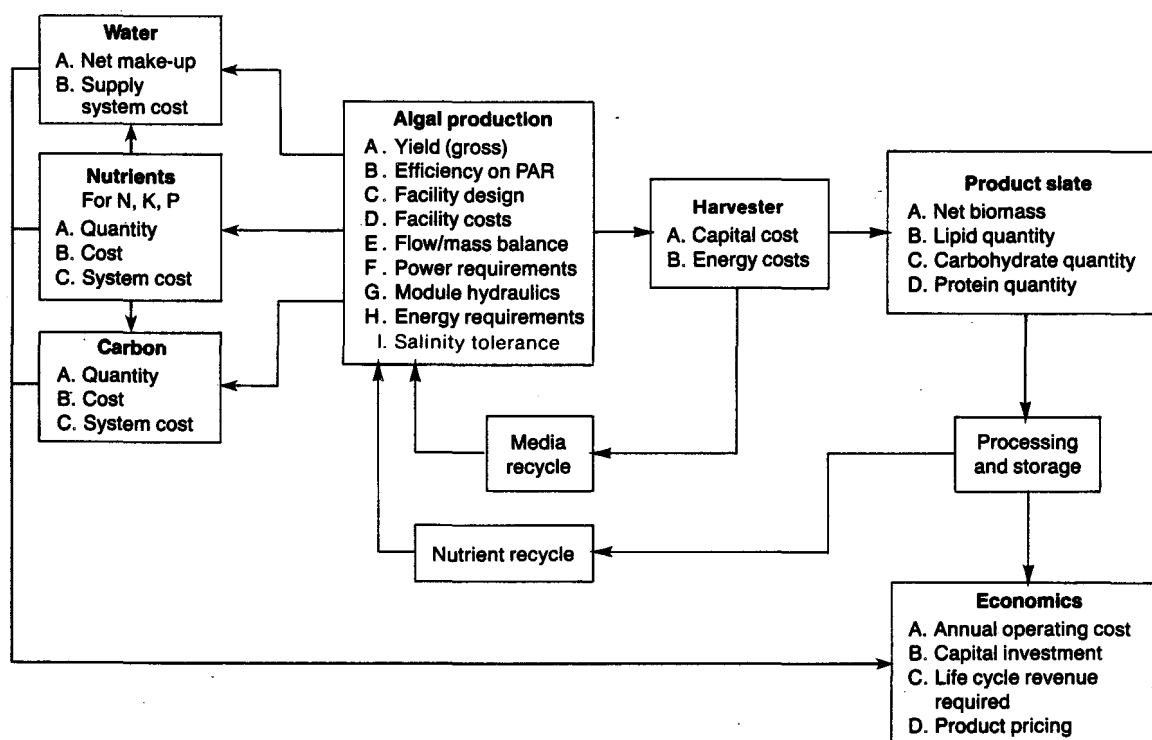 Water
A. Net make-up
B. Supply
system cost
Nutrients
For N, K, P
A. Quantity
B. Cost
C. System cost
Carbon
A. Quantity
B. Cost
C. System cost
Algal production
A. Yield (gross)
B. Efficiency on PAR
C. Facility design
D. Facility costs
E. Flow/mass balance
F. Power requirements
G. Module hydraulics
H. Energy requirements
I. Salinity tolerance
Harvester
A. Capital cost
B. Energy costs
Product slate
A. Net biomass
B. Lipid quantity
C. Carbohydrate quantity
D. Protein quantity
Media
recycle
Nutrient recycle
Processing
and storage
Economics
A. Annual operating cost
B. Capital investment
C. Life cycle revenue
required
D. Product pricing